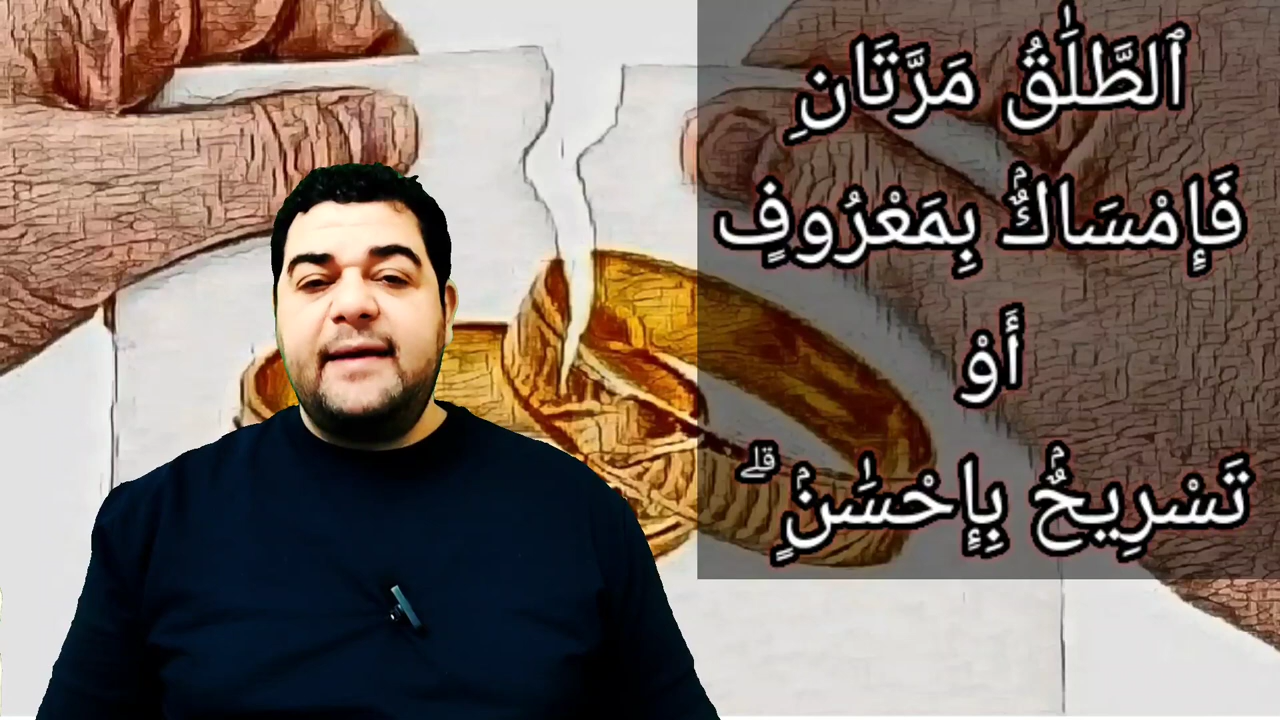 ٱلطَّلَٰقُ مَرَّتَانِ
فَإِمْسَاكُۢ بِمَعْرُوفٍ
أَوْ
تَسْرِيحُۢ بِإِحْسَٰنٍۢ ۗ